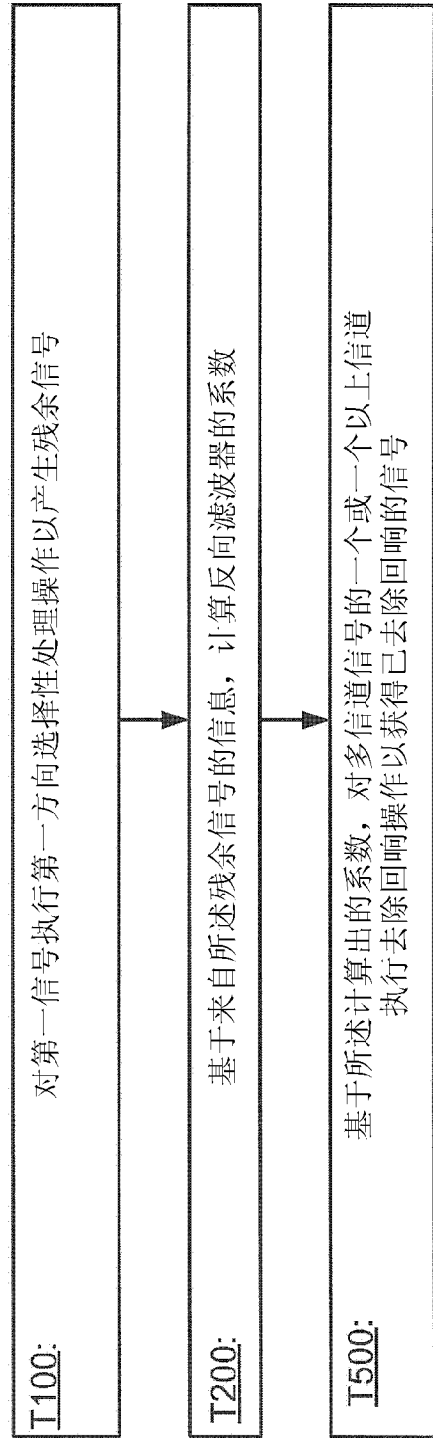 T100:
对第一信号执行第一方向选择性处理操作以产生残余信号
T200:
基于来自所述残余信号的信息，计算反向滤波器的系数
T500:
基于所述计算出的系数，对多信道信号的一个或一个以上信道
执行去除回响操作以获得已去除回响的信号